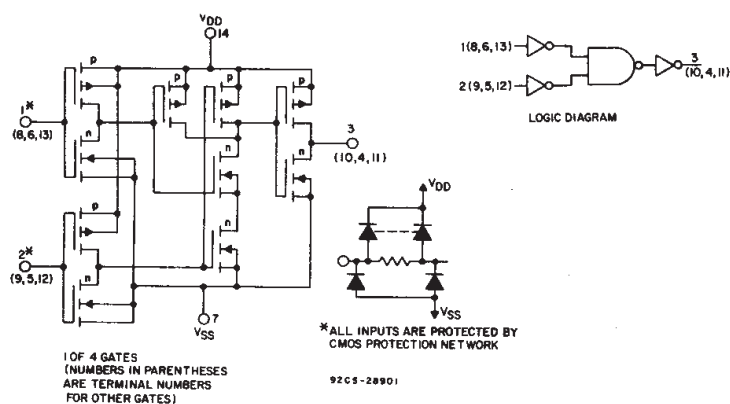 VDD
14
p
p
p
p
1*
(8,6,13)
n
n
3
(10,4,11)
n
p
n
2*
(9,5,12)
n
7
VSS
1 OF 4 GATES
(NUMBERS IN PARENTHESES
ARE TERMINAL NUMBERS
FOR OTHER GATES)
1(8,6,13)
2(9,5,12)
3
(10,4,11)
LOGIC DIAGRAM
VDD
VSS
*ALL INPUTS ARE PROTECTED BY
CMOS PROTECTION NETWORK
92CS-28901